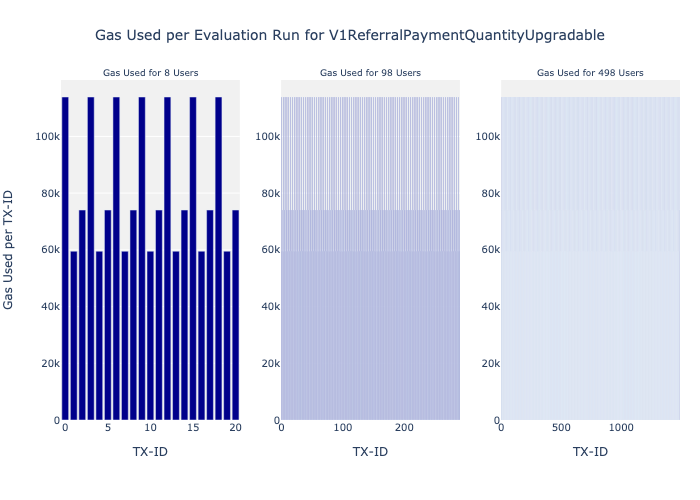 Gas Used per Evaluation Run for V1ReferralPaymentQuantityUpgradable
Gas Used for 8 Users
Gas Used for 98 Users
Gas Used for 498 Users
Gas Used per TX-ID
100k
80k
60k
40k
20k
0
0 5 10 15 20
TX-ID
100k
80k
60k
40k
20k
0
0 100 200
TX-ID
100k
80k
60k
40k
20k
0
0 500 1000
TX-ID